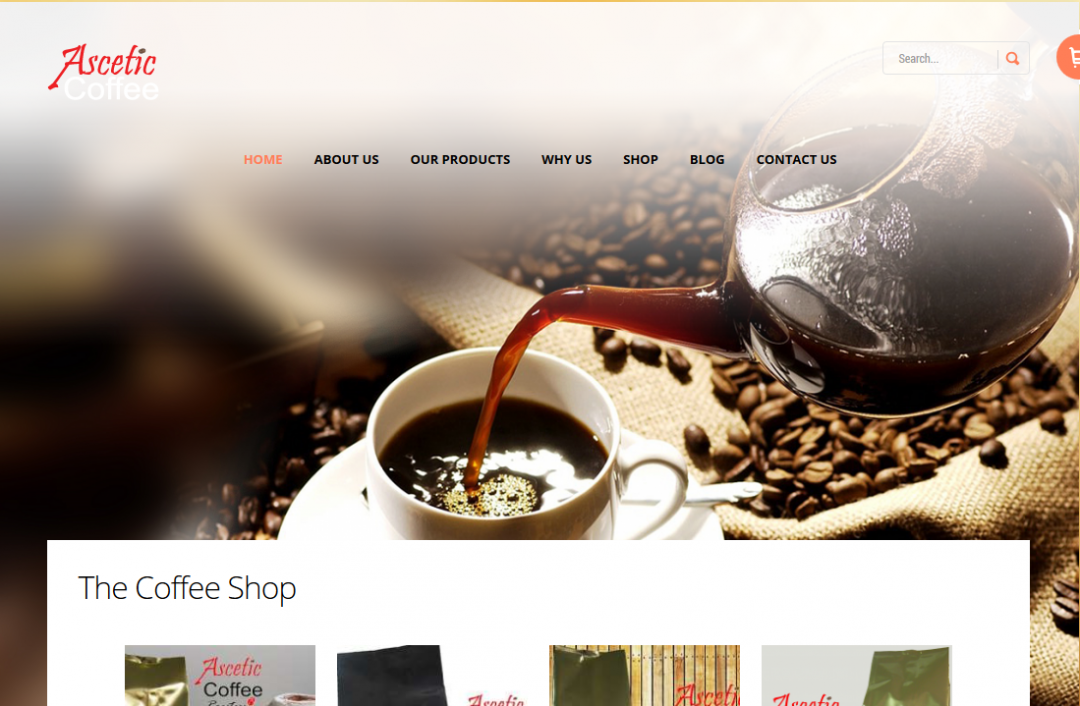 Ascetic
Coffee
Search...
HOME ABOUT US OUR PRODUCTS WHY US SHOP BLOG CONTACT US
The Coffee Shop
Ascetic
Coffee
Ascetic
Ascetic
Ascetic